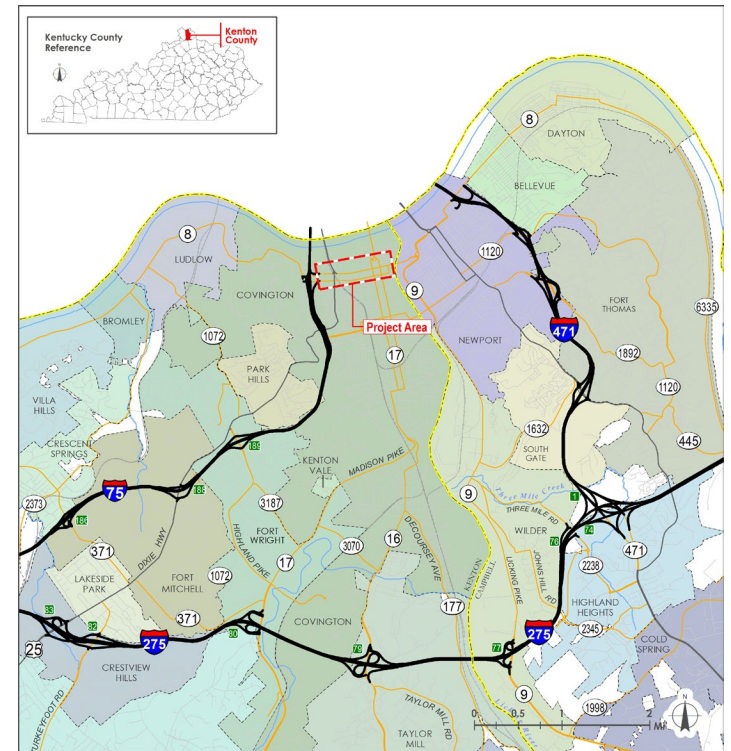 Kentucky County
Reference
Kenton
County
N
8
DAYTON
BELLEVUE
8
LUDLOW
1120
COVINGTON
9
FORT
THOMAS
6335
BROMLEY
Project Area
471
1072
NEWPORT
17
1892
PARK
HILLS
1120
VILLA
HILLS
1632
445
CRESCENT
SPRINGS
SOUTH
GATE
189
KENTON
VALE
MADISON PIKE
75
188
9
Three Mile Creek
1
2373
3187
THREE MILE RD
186
FORT
WRIGHT
16
WILDER
74
76
471
371
DIXIE HWY
HIGHLAND PIKE
17
3070
DECOURSEY AVE
KENTON
CAMPBELL
LICKING PIKE
JOHNS HILL RD
2238
LAKESIDE
PARK
FORT
MITCHELL
1072
177
HIGHLAND
HEIGHTS
83
82
371
80
COVINGTON
275
2345
COLD
SPRING
25
275
79
77
CRESTVIEW
HILLS
9
TURKEYFOOT RD
TAYLOR MILL RD
1998
N
0 0.5 1 2
TAYLOR
MILL